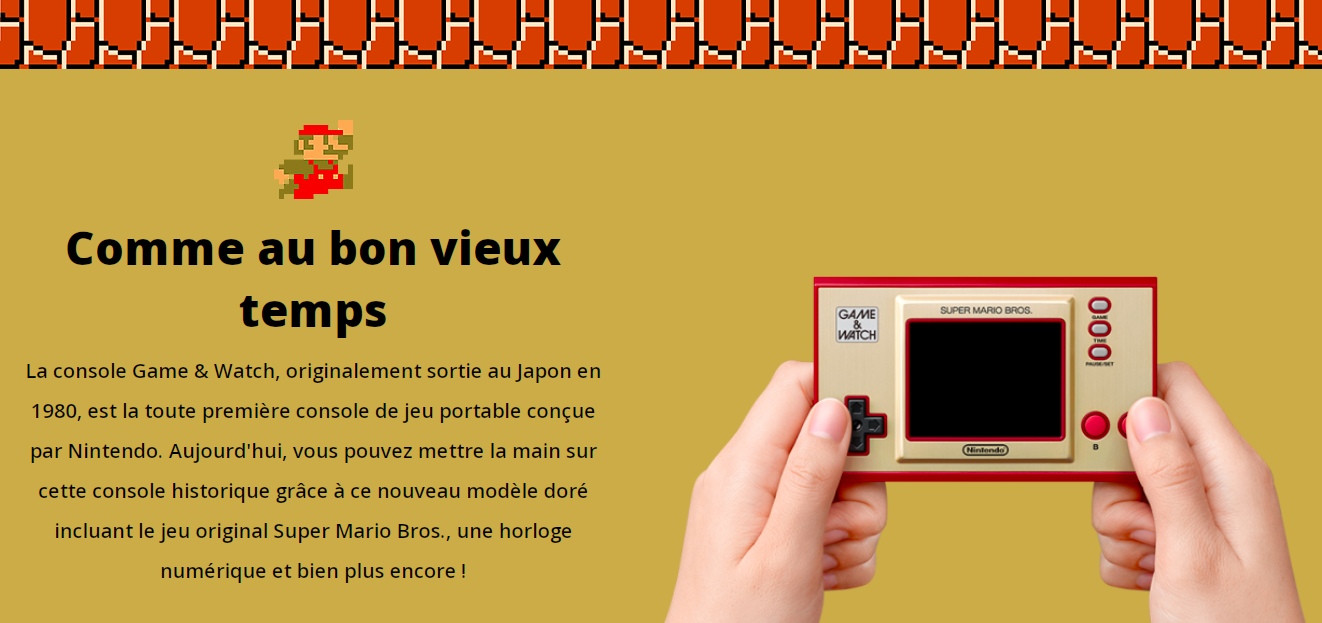 Comme au bon vieux
temps
La console Game & Watch, originalement sortie au Japon en
1980, est la toute première console de jeu portable conçue
par Nintendo. Aujourd'hui, vous pouvez mettre la main sur
cette console historique grâce à ce nouveau modèle doré
incluant le jeu original Super Mario Bros., une horloge
numérique et bien plus encore !
GAME
&
WATCH
SUPER MARIO BROS.
GAME
TIME
PAUSE/SET
B
Nintendo